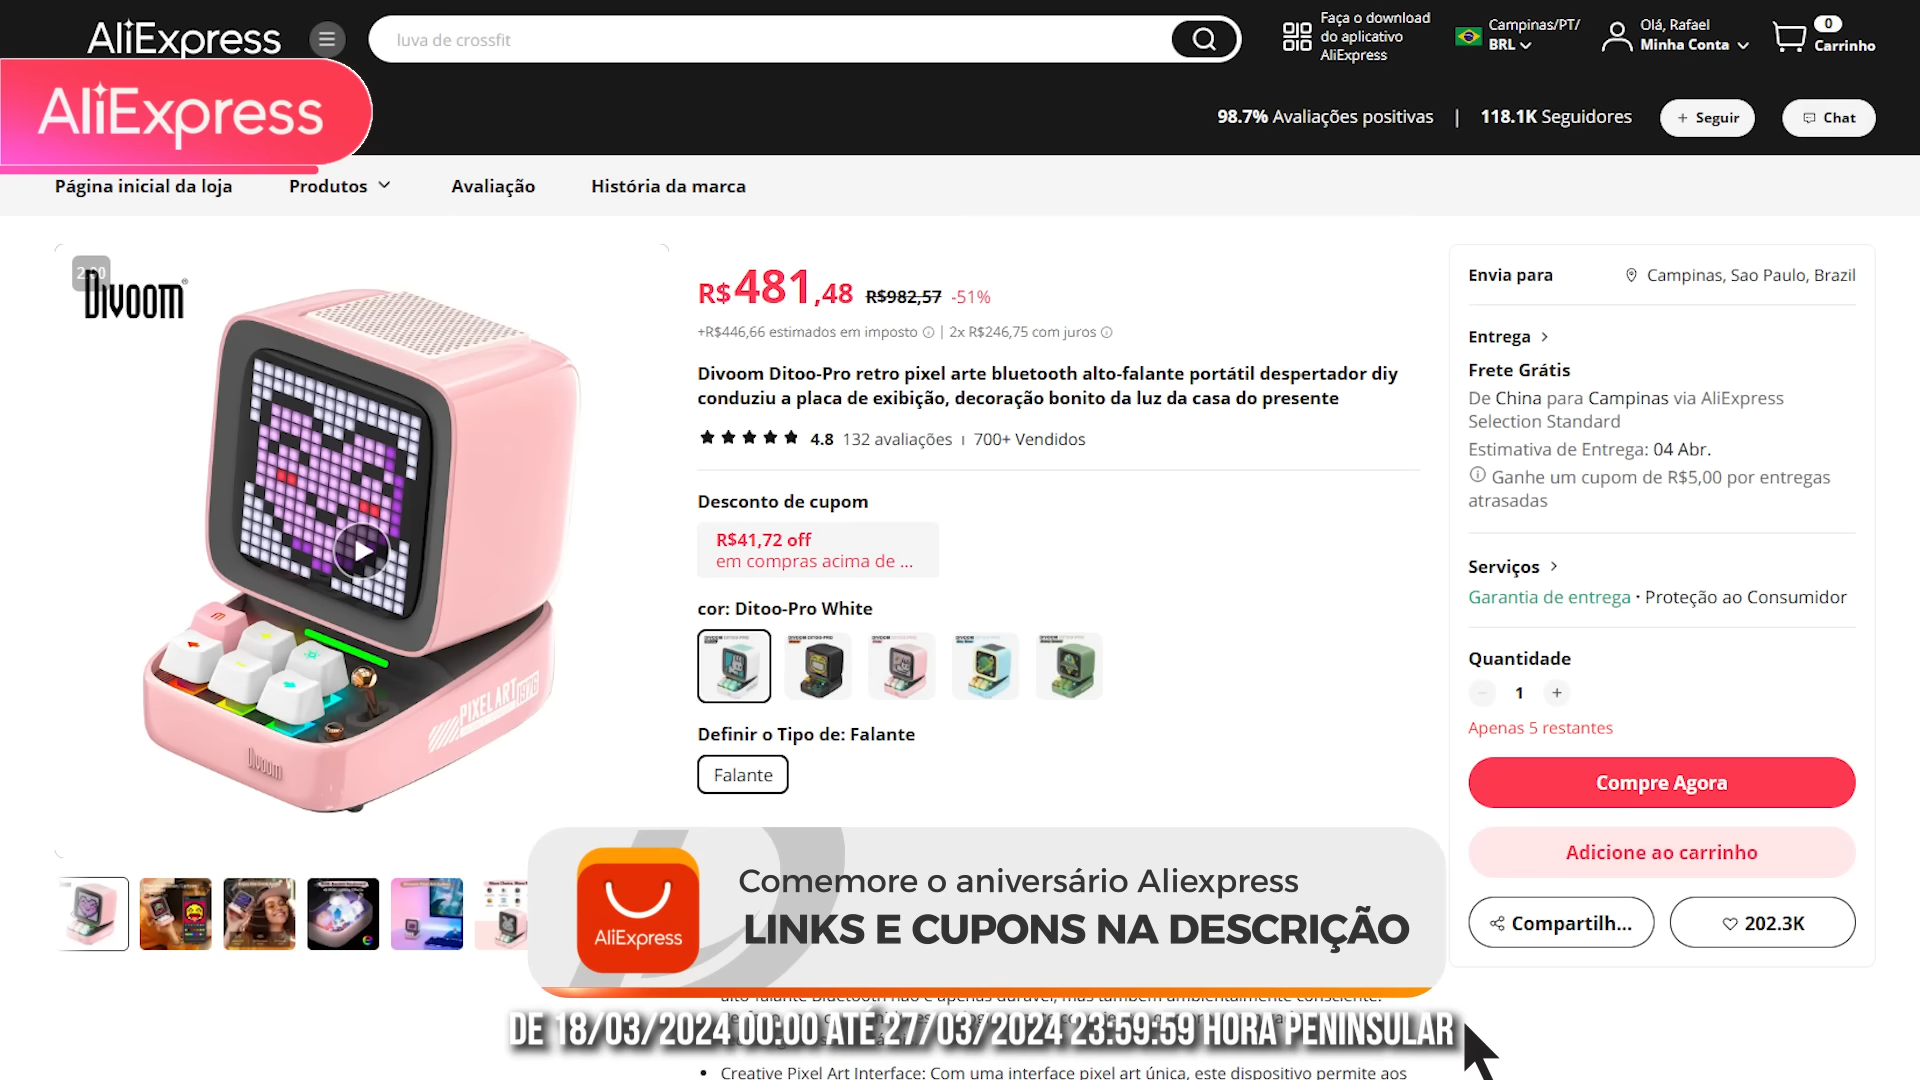 AliExpress
luva de crossfit
Faça o download
do aplicativo
AliExpress
Campinas/PT/
BRL
Olá, Rafael
Minha Conta
0
Carrinho
AliExpress
98.7% Avaliações positivas | 118.1K Seguidores
+ Seguir
Chat
Página inicial da loja
Produtos
Avaliação
História da marca
DIVOOM
PIXEL ART 1976
Divoom
R$481,48 R$982,57 -51%
+R$446,66 estimados em imposto | 2x R$246,75 com juros
Divoom Ditoo-Pro retro pixel arte bluetooth alto-falante portátil despertador diy
conduziu a placa de exibição, decoração bonito da luz da casa do presente
4.8 132 avaliações 700+ Vendidos
Desconto de cupom
R$41,72 off
em compras acima de ...
cor: Ditoo-Pro White
Definir o Tipo de: Falante
Falante
Envia para
Campinas, Sao Paulo, Brazil
Entrega
Frete Grátis
De China para Campinas via AliExpress
Selection Standard
Estimativa de Entrega: 04 Abr.
Ganhe um cupom de R$5,00 por entregas
atrasadas
Serviços
Garantia de entrega · Proteção ao Consumidor
Quantidade
- 1 +
Apenas 5 restantes
Compre Agora
Adicione ao carrinho
Compartilh...
202.3K
AliExpress
Comemore o aniversário Aliexpress
LINKS E CUPONS NA DESCRIÇÃO
DE 18/03/2024 00:00 ATÉ 27/03/2024 23:59:59 HORA PENINSULAR
• Creative Pixel Art Interface: Com uma interface pixel art única, este dispositivo permite aos